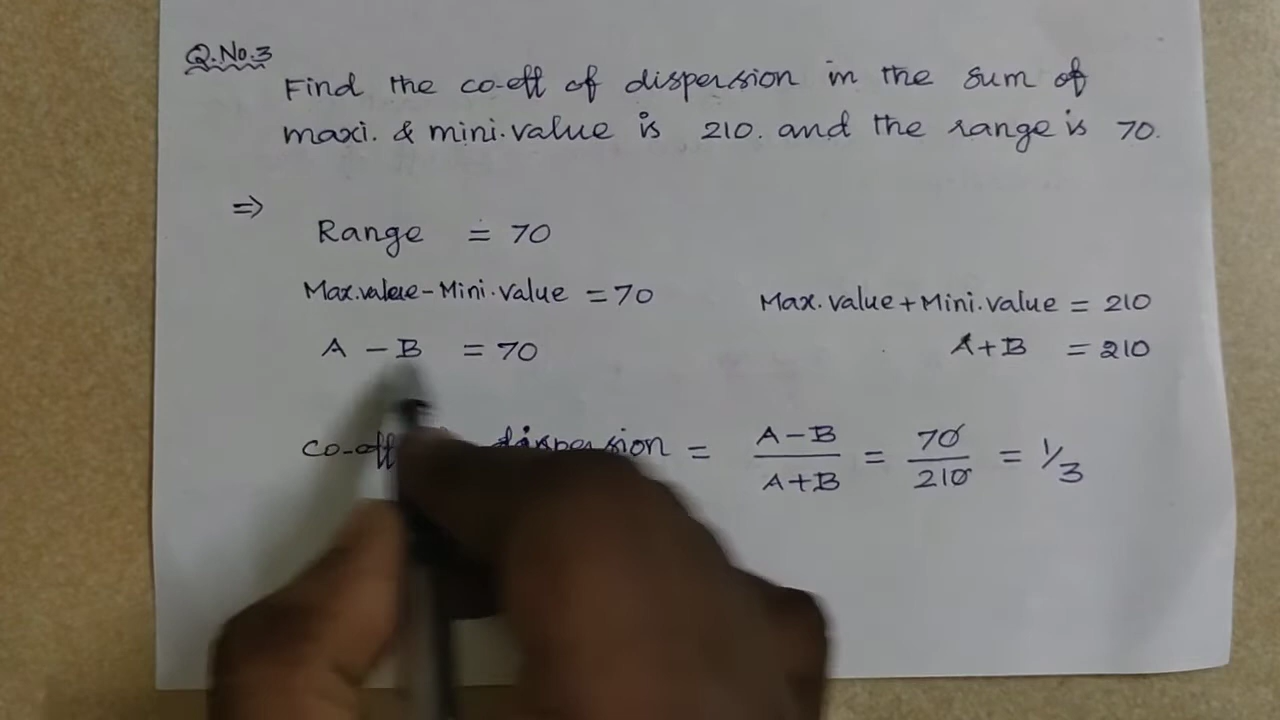 Q.No.3
Find the co-eff of dispersion in the sum of
maxi. & mini.value is 210. and the range is 70.
⇒
Range = 70
Max.value - Mini.value = 70
Max.value + Mini.value = 210
A - B = 70
A + B = 210
co-eff dispersion = A-B / A+B = 70/210 = 1/3